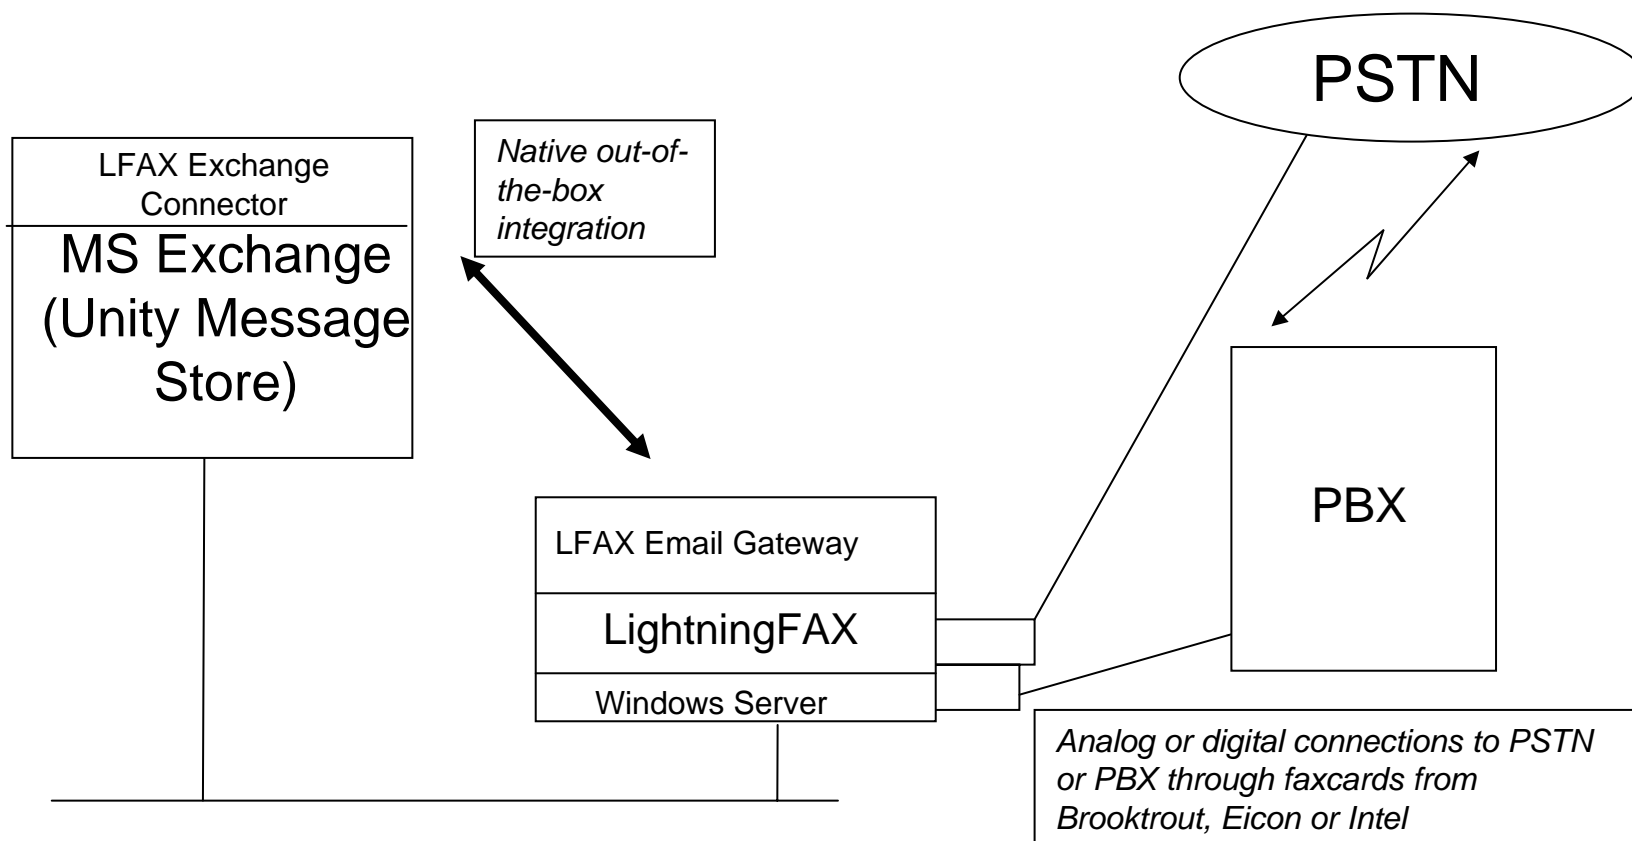 PSTN
LFAX Exchange
Connector
MS Exchange
(Unity Message
Store)
Native out-of-
the-box
integration
PBX
LFAX Email Gateway
LightningFAX
Windows Server
Analog or digital connections to PSTN
or PBX through faxcards from
Brooktrout, Eicon or Intel